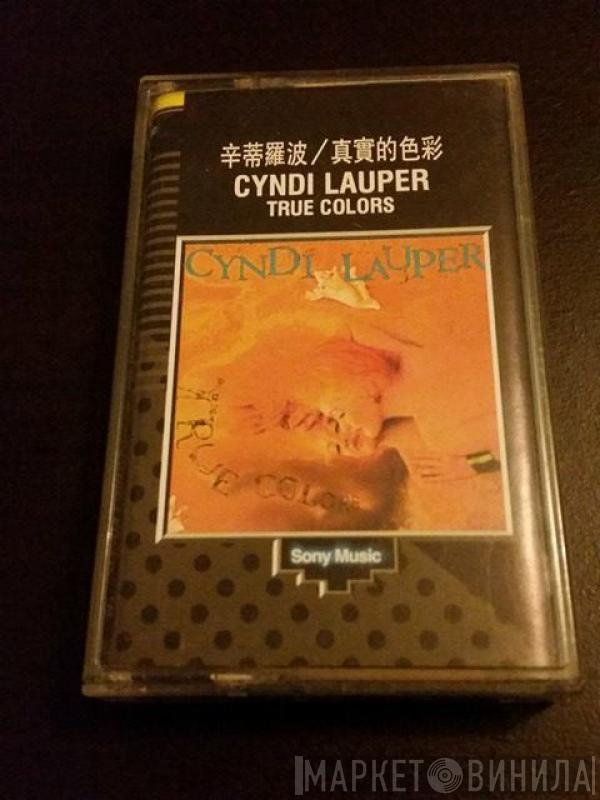 辛蒂羅波/真實的色彩
CYNDI LAUPER
TRUE COLORS
CYNDI LAUPER
TRUE COLORS
Sony Music
МАРКЕТ ВИНИЛА